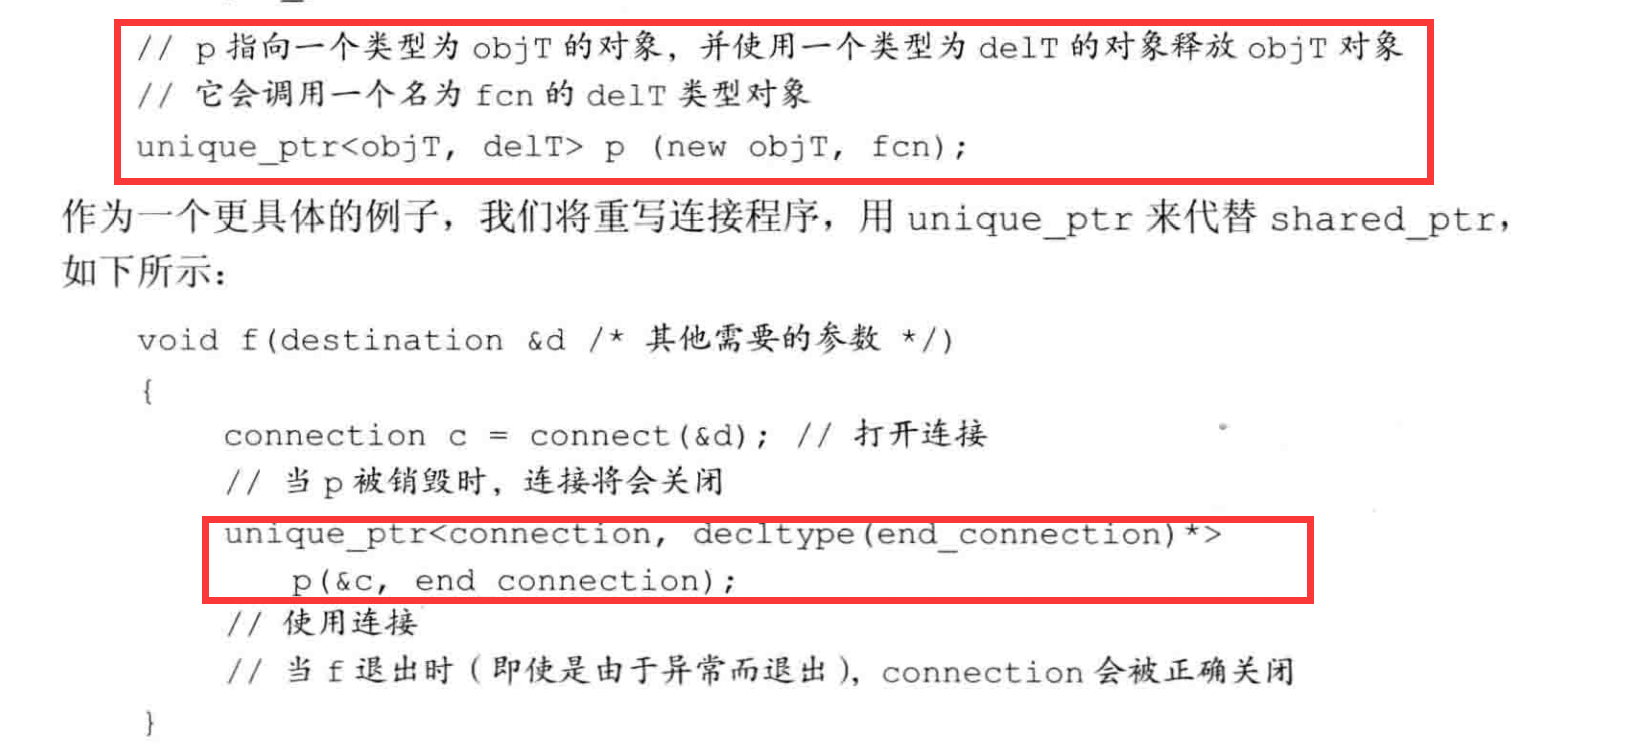 // p 指向一个类型为 objT 的对象，并使用一个类型为 delT 的对象释放 objT 对象
// 它会调用一个名为 fcn 的 delT 类型对象
unique_ptr<objT, delT> p (new objT, fcn);
作为一个更具体的例子，我们将重写连接程序，用 unique_ptr 来代替 shared_ptr，
如下所示：
void f(destination &d /* 其他需要的参数 */)
{
connection c = connect(&d); // 打开连接
// 当 p 被销毁时，连接将会关闭
unique_ptr<connection, decltype(end_connection)*>
p(&c, end connection);
// 使用连接
// 当 f 退出时（即使是由于异常而退出），connection 会被正确关闭
}